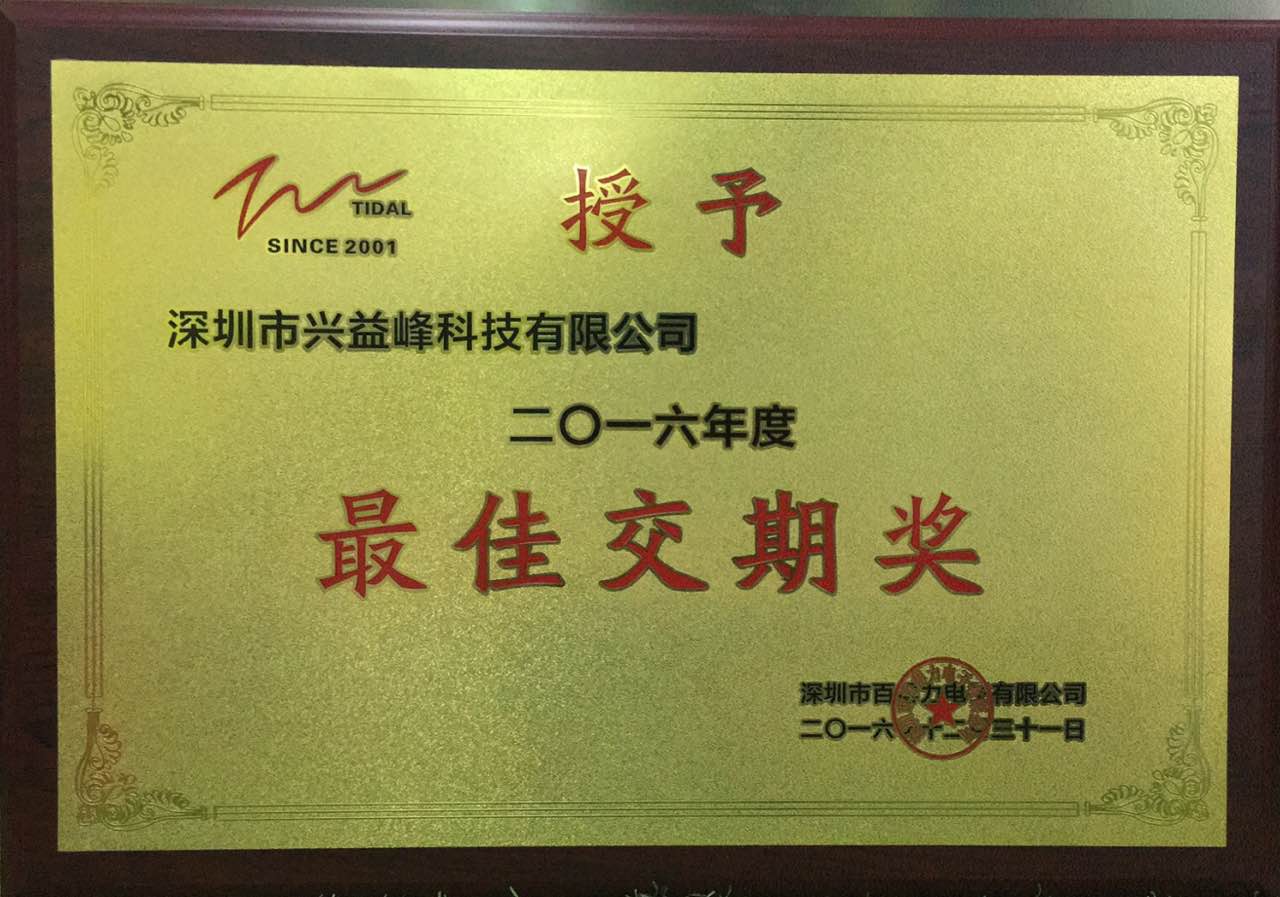 TIDAL
SINCE 2001
授予
深圳市兴益峰科技有限公司
二〇一六年度
最佳交期奖
深圳市百 力电 有限公司
二〇一六 十二 三十一日